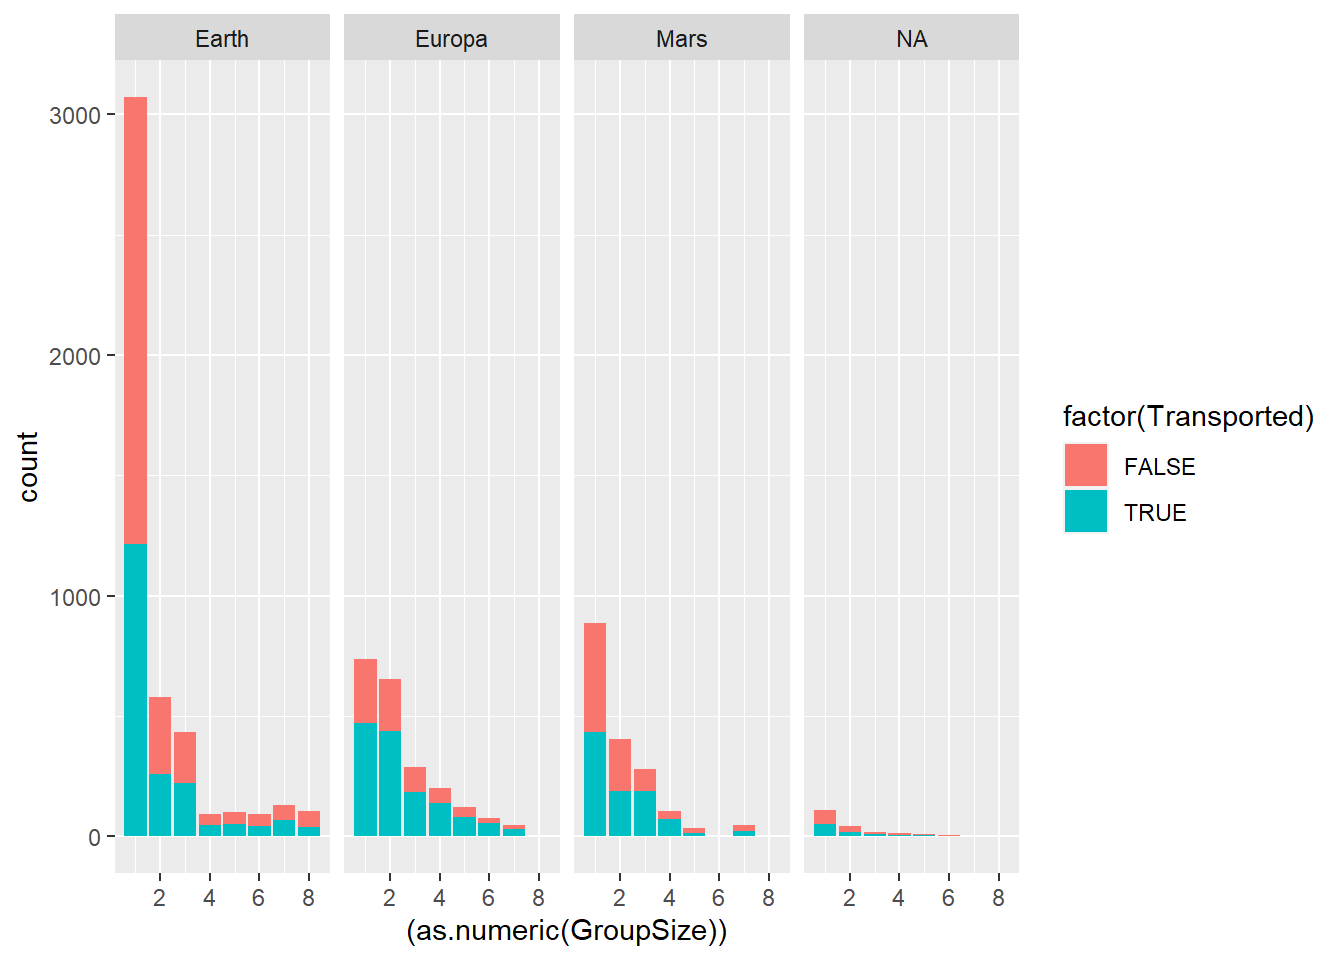 Earth Europa Mars NA
3000
2000
1000
0
count
2 4 6 8 2 4 6 8 2 4 6 8 2 4 6 8
(as.numeric(GroupSize))
factor(Transported)
FALSE
TRUE